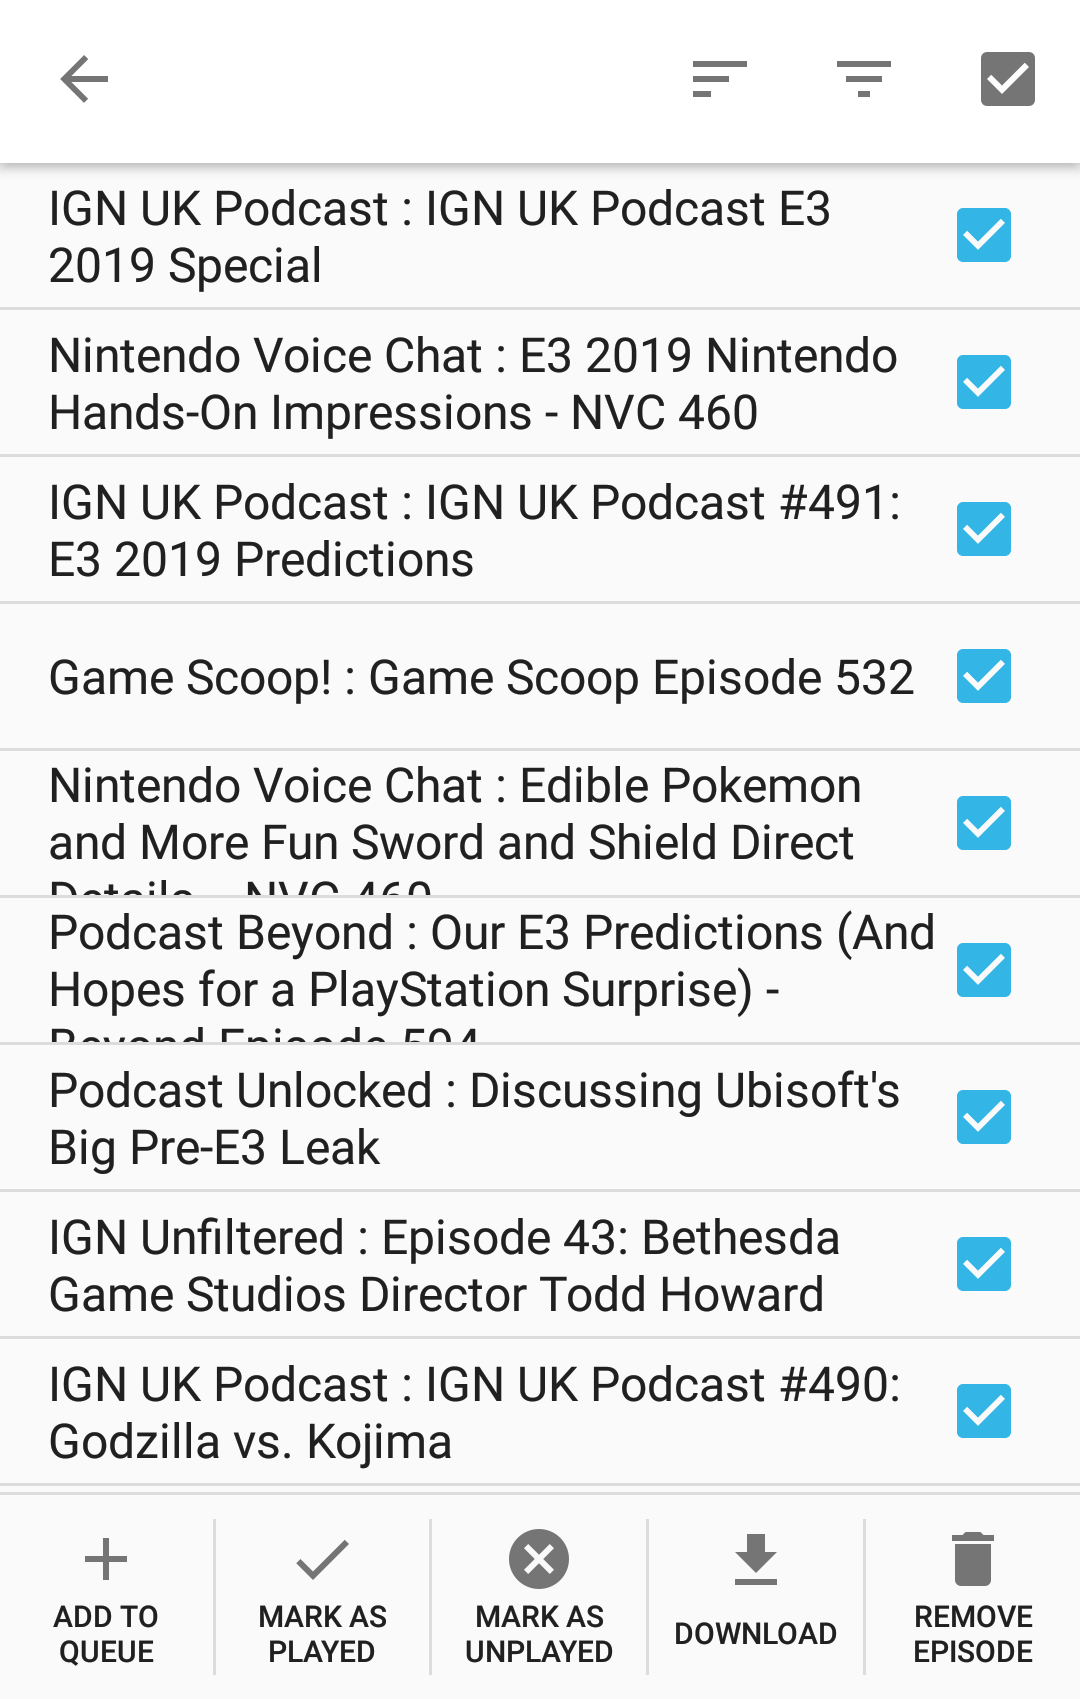 IGN UK Podcast : IGN UK Podcast E3
2019 Special
Nintendo Voice Chat : E3 2019 Nintendo
Hands-On Impressions - NVC 460
IGN UK Podcast : IGN UK Podcast #491:
E3 2019 Predictions
Game Scoop! : Game Scoop Episode 532
Nintendo Voice Chat : Edible Pokemon
and More Fun Sword and Shield Direct
Details NVC
Podcast Beyond : Our E3 Predictions (And
Hopes for a PlayStation Surprise) -
Beyond Episode 594
Podcast Unlocked : Discussing Ubisoft's
Big Pre-E3 Leak
IGN Unfiltered : Episode 43: Bethesda
Game Studios Director Todd Howard
IGN UK Podcast : IGN UK Podcast #490:
Godzilla vs. Kojima
ADD TO
QUEUE
MARK AS
PLAYED
MARK AS
UNPLAYED
DOWNLOAD
REMOVE
EPISODE